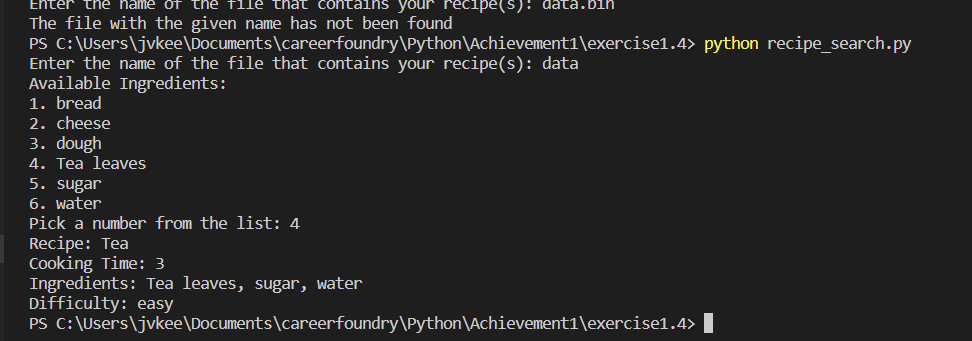 Enter the name of the file that contains your recipe(s): data.bin
The file with the given name has not been found
PS C:\Users\jvkee\Documents\careerfoundry\Python\Achievement1\exercise1.4> python recipe_search.py
Enter the name of the file that contains your recipe(s): data
Available Ingredients:
1. bread
2. cheese
3. dough
4. Tea leaves
5. sugar
6. water
Pick a number from the list: 4
Recipe: Tea
Cooking Time: 3
Ingredients: Tea leaves, sugar, water
Difficulty: easy
PS C:\Users\jvkee\Documents\careerfoundry\Python\Achievement1\exercise1.4>